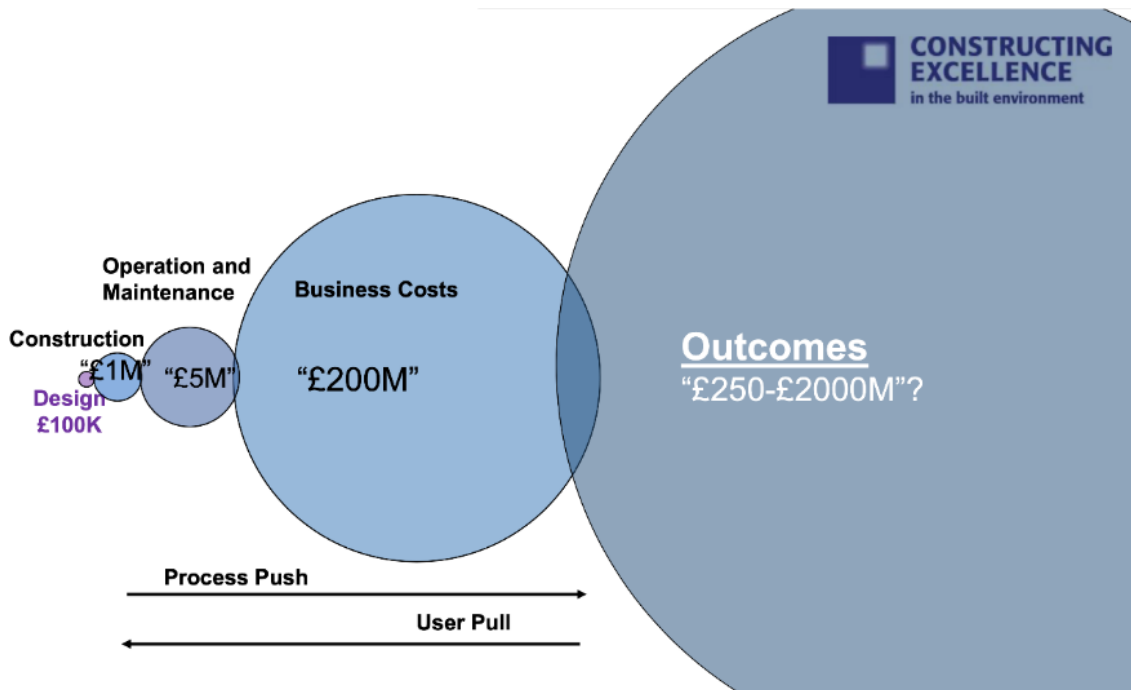 CONSTRUCTING
EXCELLENCE
in the built environment
Operation and
Maintenance
Business Costs
Construction
“£1M”
“£5M”
“£200M”
Design
£100K
Outcomes
“£250-£2000M”?
Process Push
User Pull